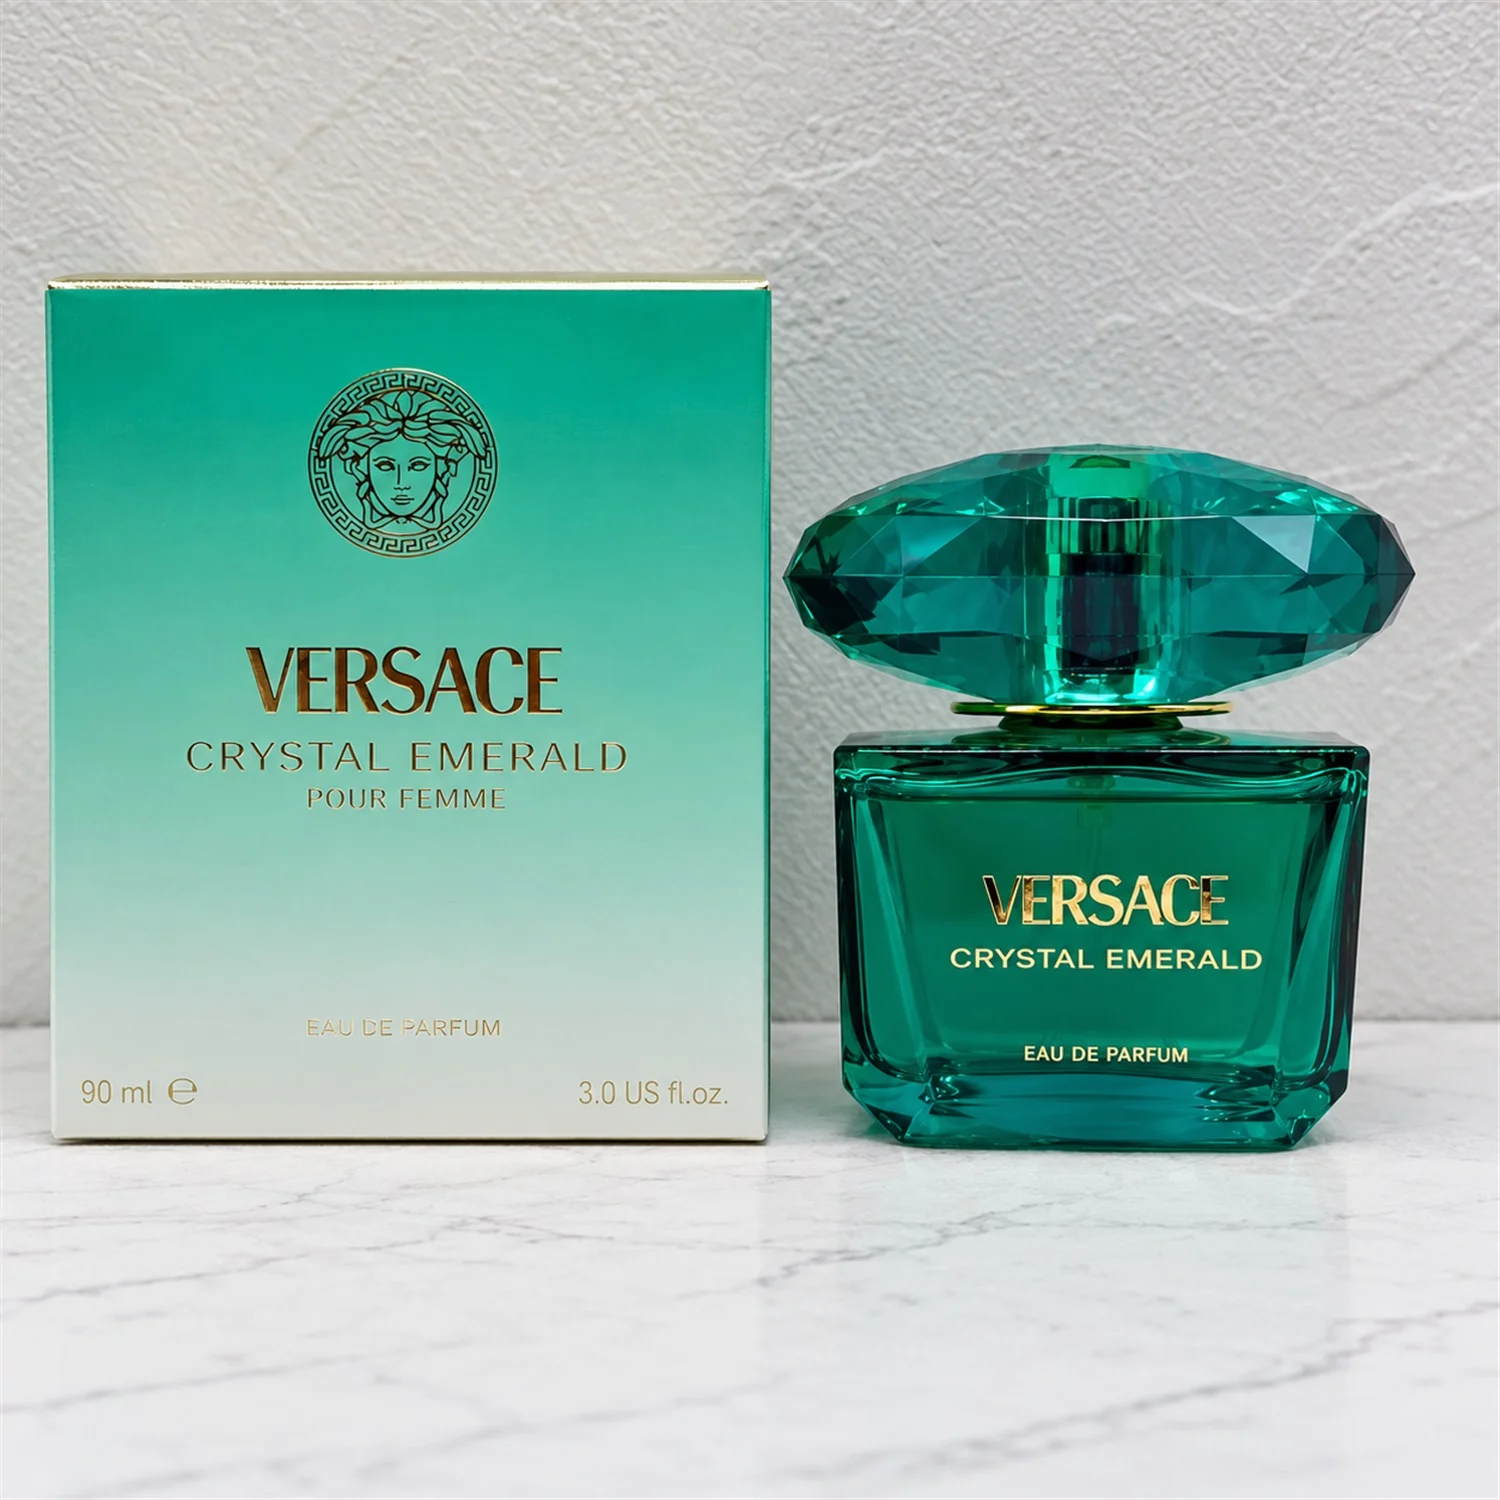 VERSACE
CRYSTAL EMERALD
POUR FEMME
EAU DE PARFUM
90 ml ℮
3.0 US fl.oz.
VERSACE
CRYSTAL EMERALD
EAU DE PARFUM